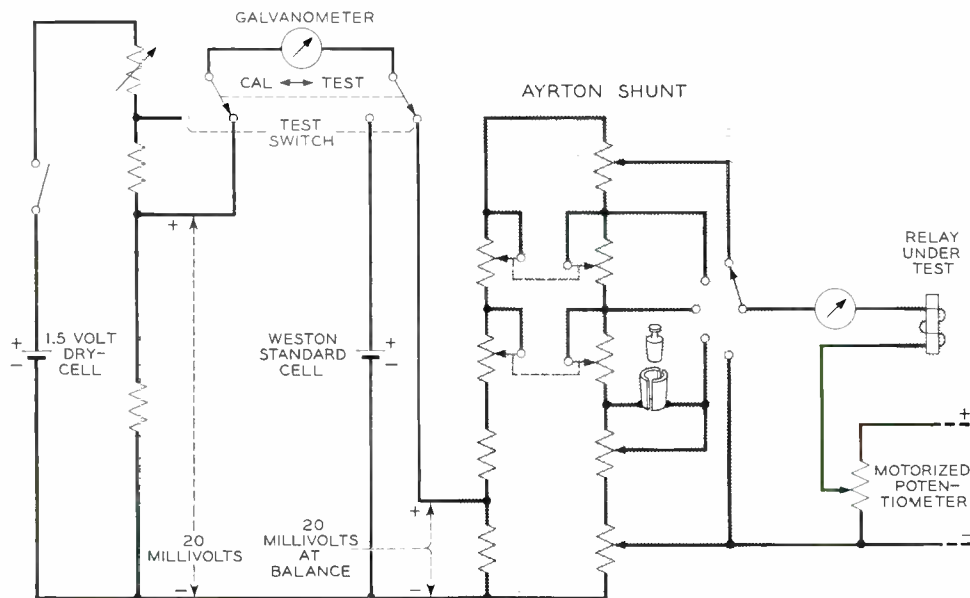 GALVANOMETER
CAL ↔ TEST
TEST
SWITCH
AYRTON SHUNT
RELAY
UNDER
TEST
+
-
1.5 VOLT
DRY-
CELL
WESTON
STANDARD
CELL
+
-
MOTORIZED
POTEN-
TIOMETER
+
-
+
20
MILLIVOLTS
-
+
20
MILLIVOLTS
AT
BALANCE
-